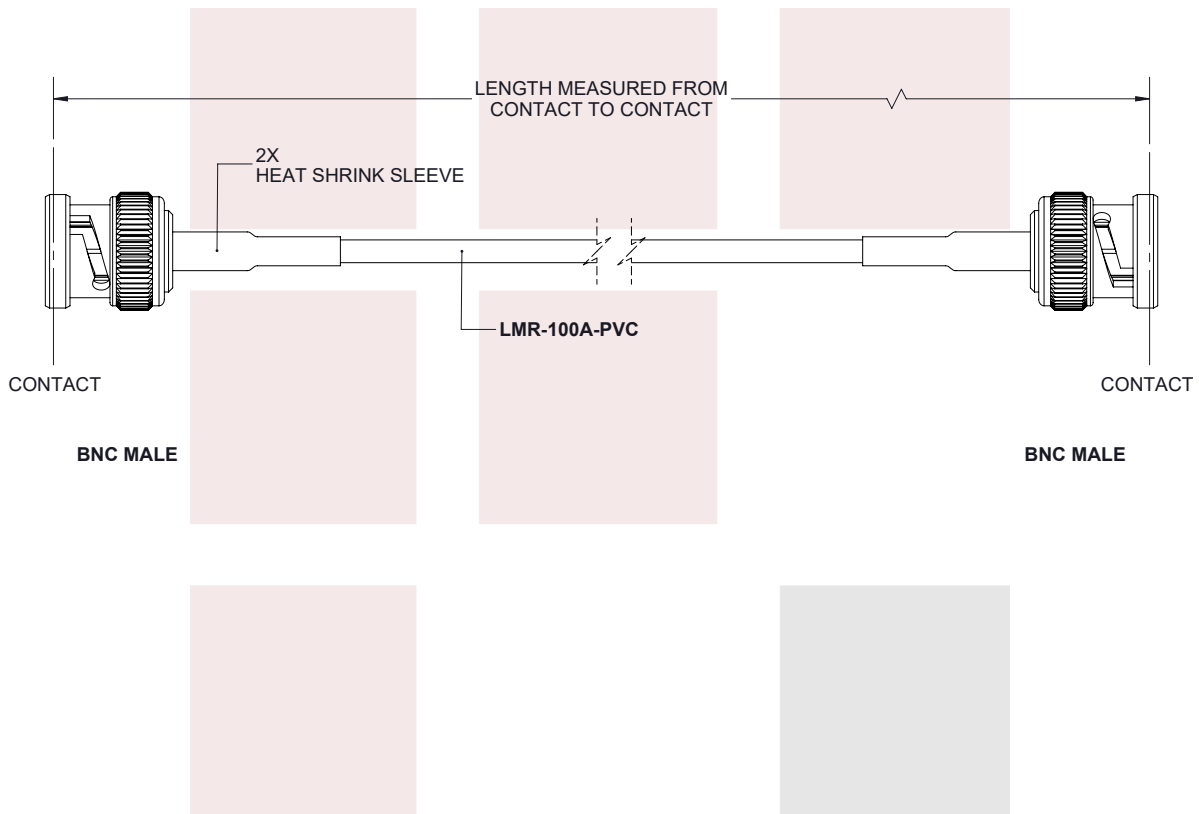 LENGTH MEASURED FROM
CONTACT TO CONTACT
2X
HEAT SHRINK SLEEVE
LMR-100A-PVC
CONTACT
CONTACT
BNC MALE
BNC MALE